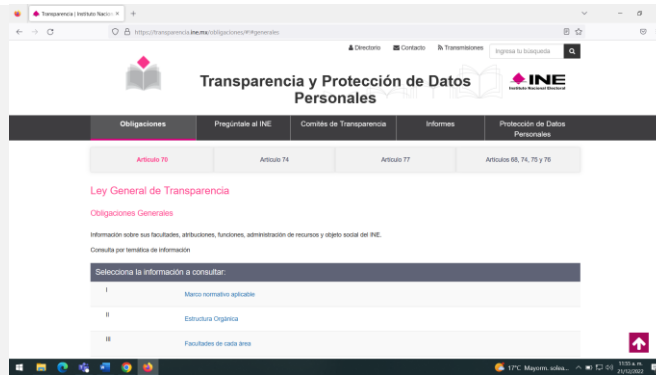 Transparencia | Instituto Nacion
https://transparencia.ine.mx/obligaciones/#!#generales
Directorio Contacto Transmisiones Ingresa tu búsqueda
Transparencia y Protección de Datos
Personales
INE
Instituto Nacional Electoral
Obligaciones Pregúntale al INE Comités de Transparencia Informes Protección de Datos
Personales
Artículo 70 Artículo 74 Artículo 77 Artículos 68, 74, 75 y 76
Ley General de Transparencia
Obligaciones Generales
Información sobre sus facultades, atribuciones, funciones, administración de recursos y objeto social del INE.
Consulta por temática de información
Selecciona la información a consultar:
I Marco normativo aplicable
II Estructura Orgánica
III Facultades de cada área
17°C Mayorm. solea... 11:35 a. m.
21/12/2022